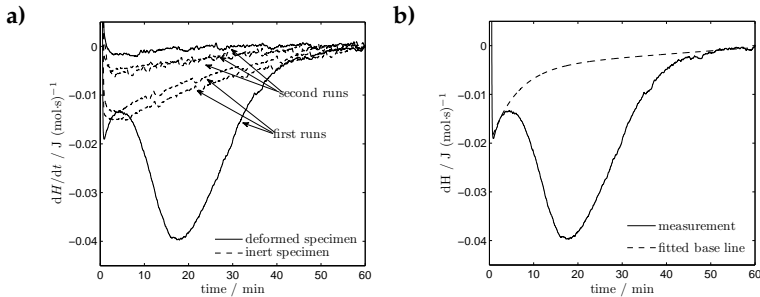 a)
0
−0.01
−0.02
−0.03
−0.04
dH/dt / J (mol·s)⁻¹
second runs
first runs
deformed specimen
inert specimen
0 10 20 30 40 50 60
time / min
b)
0
−0.01
−0.02
−0.03
−0.04
dH / J (mol·s)⁻¹
measurement
fitted base line
0 10 20 30 40 50 60
time / min